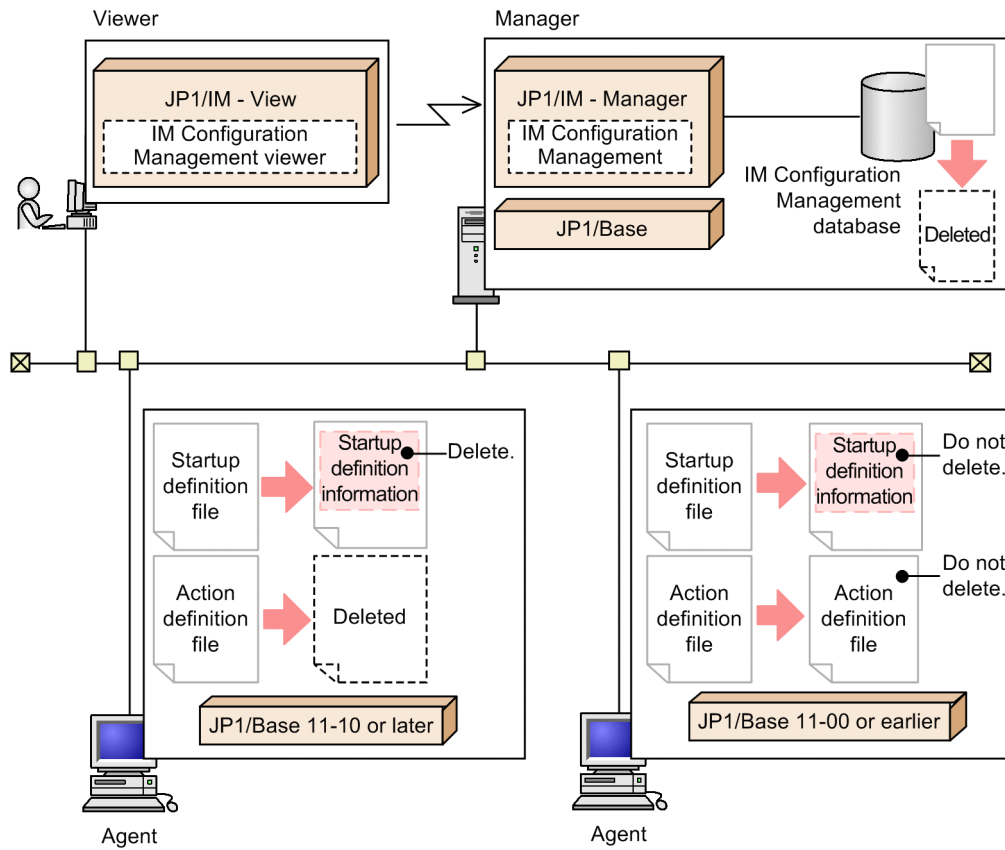 Viewer
Manager
JP1/IM - View
IM Configuration
Management viewer
JP1/IM - Manager
IM Configuration
Management
JP1/Base
IM Configuration
Management
database
Deleted
Startup
definition
file
Startup
definition
information
Delete.
Action
definition
file
Deleted
JP1/Base 11-10 or later
Agent
Startup
definition
file
Startup
definition
information
Do not
delete.
Action
definition
file
Action
definition
file
Do not
delete.
JP1/Base 11-00 or earlier
Agent